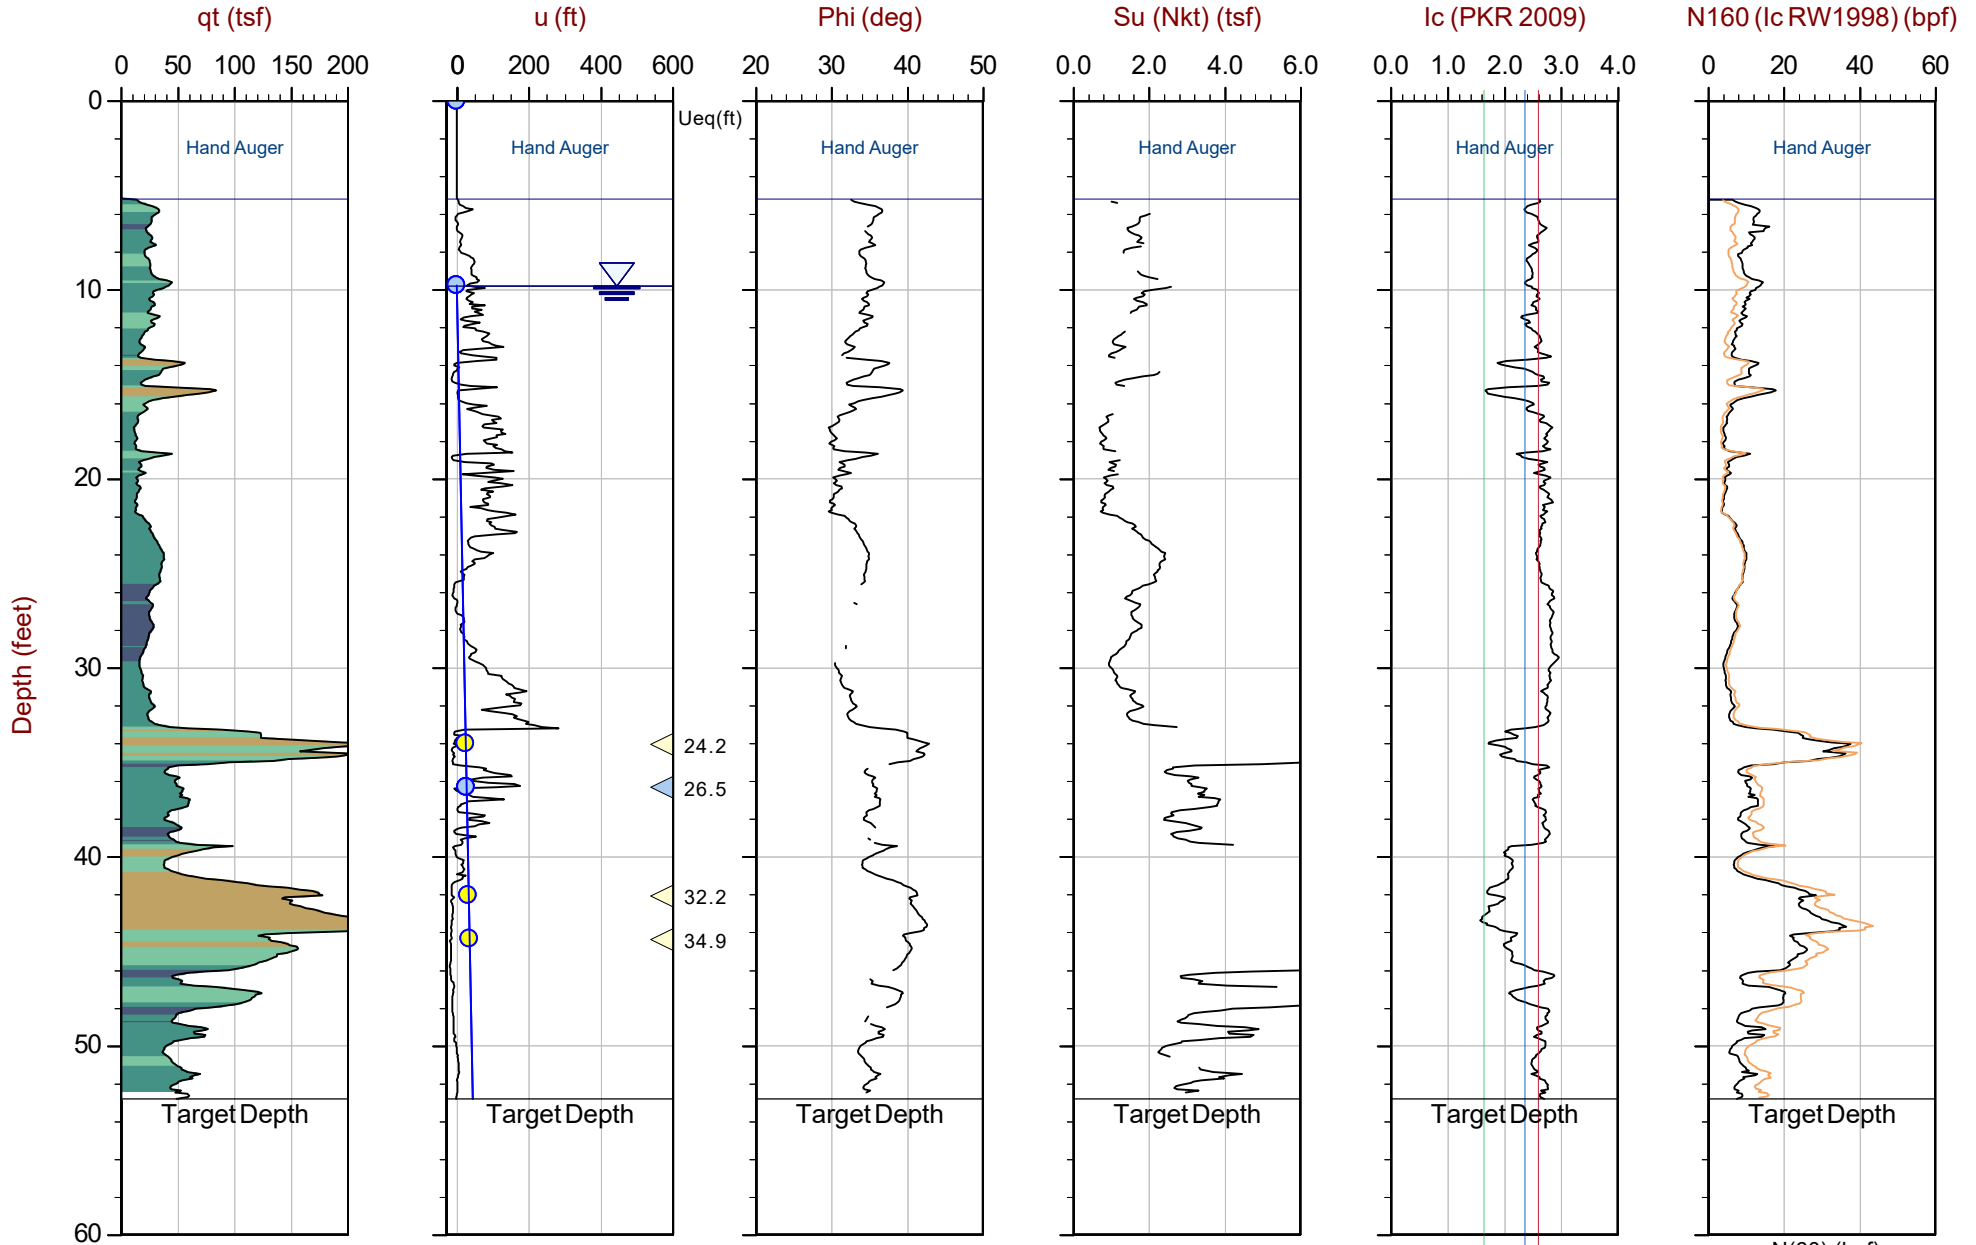 qt (tsf) u (ft) Phi (deg) Su (Nkt) (tsf) Ic (PKR 2009) N160 (Ic RW1998) (bpf)
0 50 100 150 200 0 200 400 600 20 30 40 50 0.0 2.0 4.0 6.0 0.0 1.0 2.0 3.0 4.0 0 20 40 60
0
Ueq(ft)
Hand Auger Hand Auger Hand Auger Hand Auger Hand Auger Hand Auger
10
20
30
Depth (feet)
24.2
26.5
40
32.2
34.9
50
Target Depth Target Depth Target Depth Target Depth Target Depth Target Depth
60